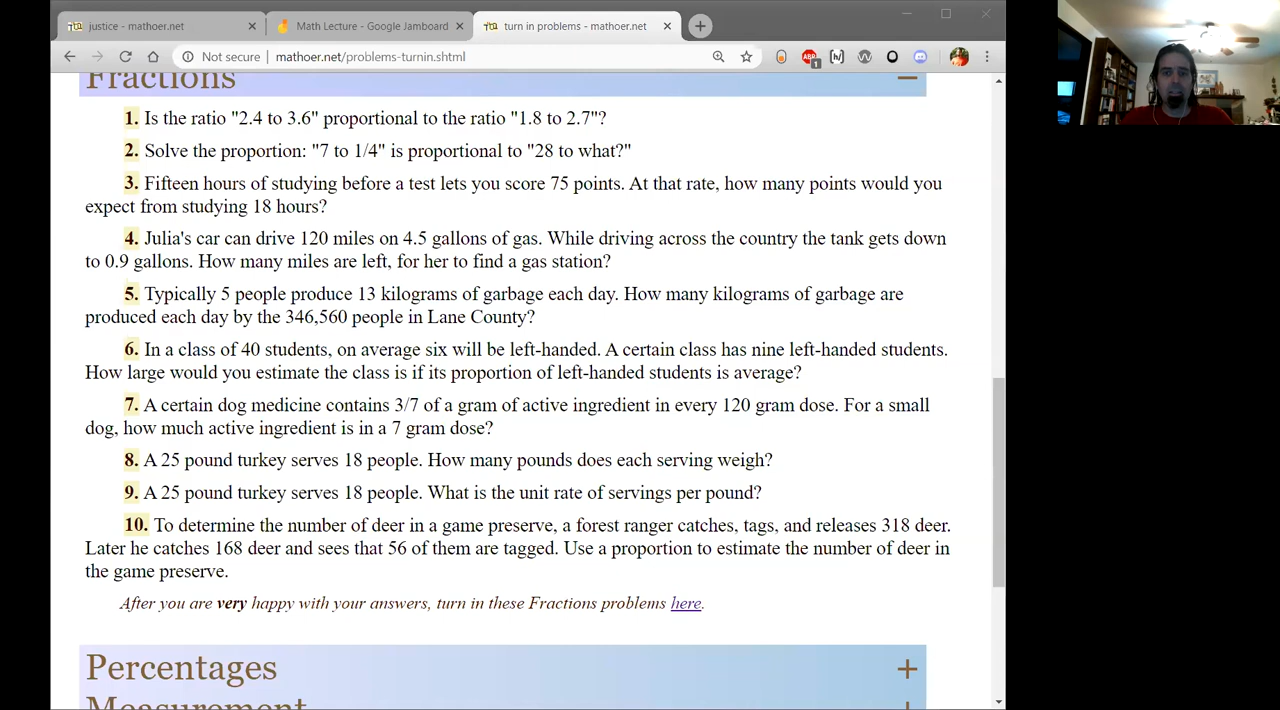 justice - mathoer.net
Math Lecture - Google Jamboard
turn in problems - mathoer.net
Not secure | mathoer.net/problems-turnin.shtml
ABP
1
Fractions
1. Is the ratio "2.4 to 3.6" proportional to the ratio "1.8 to 2.7"?
2. Solve the proportion: "7 to 1/4" is proportional to "28 to what?"
3. Fifteen hours of studying before a test lets you score 75 points. At that rate, how many points would you
expect from studying 18 hours?
4. Julia's car can drive 120 miles on 4.5 gallons of gas. While driving across the country the tank gets down
to 0.9 gallons. How many miles are left, for her to find a gas station?
5. Typically 5 people produce 13 kilograms of garbage each day. How many kilograms of garbage are
produced each day by the 346,560 people in Lane County?
6. In a class of 40 students, on average six will be left-handed. A certain class has nine left-handed students.
How large would you estimate the class is if its proportion of left-handed students is average?
7. A certain dog medicine contains 3/7 of a gram of active ingredient in every 120 gram dose. For a small
dog, how much active ingredient is in a 7 gram dose?
8. A 25 pound turkey serves 18 people. How many pounds does each serving weigh?
9. A 25 pound turkey serves 18 people. What is the unit rate of servings per pound?
10. To determine the number of deer in a game preserve, a forest ranger catches, tags, and releases 318 deer.
Later he catches 168 deer and sees that 56 of them are tagged. Use a proportion to estimate the number of deer in
the game preserve.
After you are very happy with your answers, turn in these Fractions problems here.
Percentages
Measurement